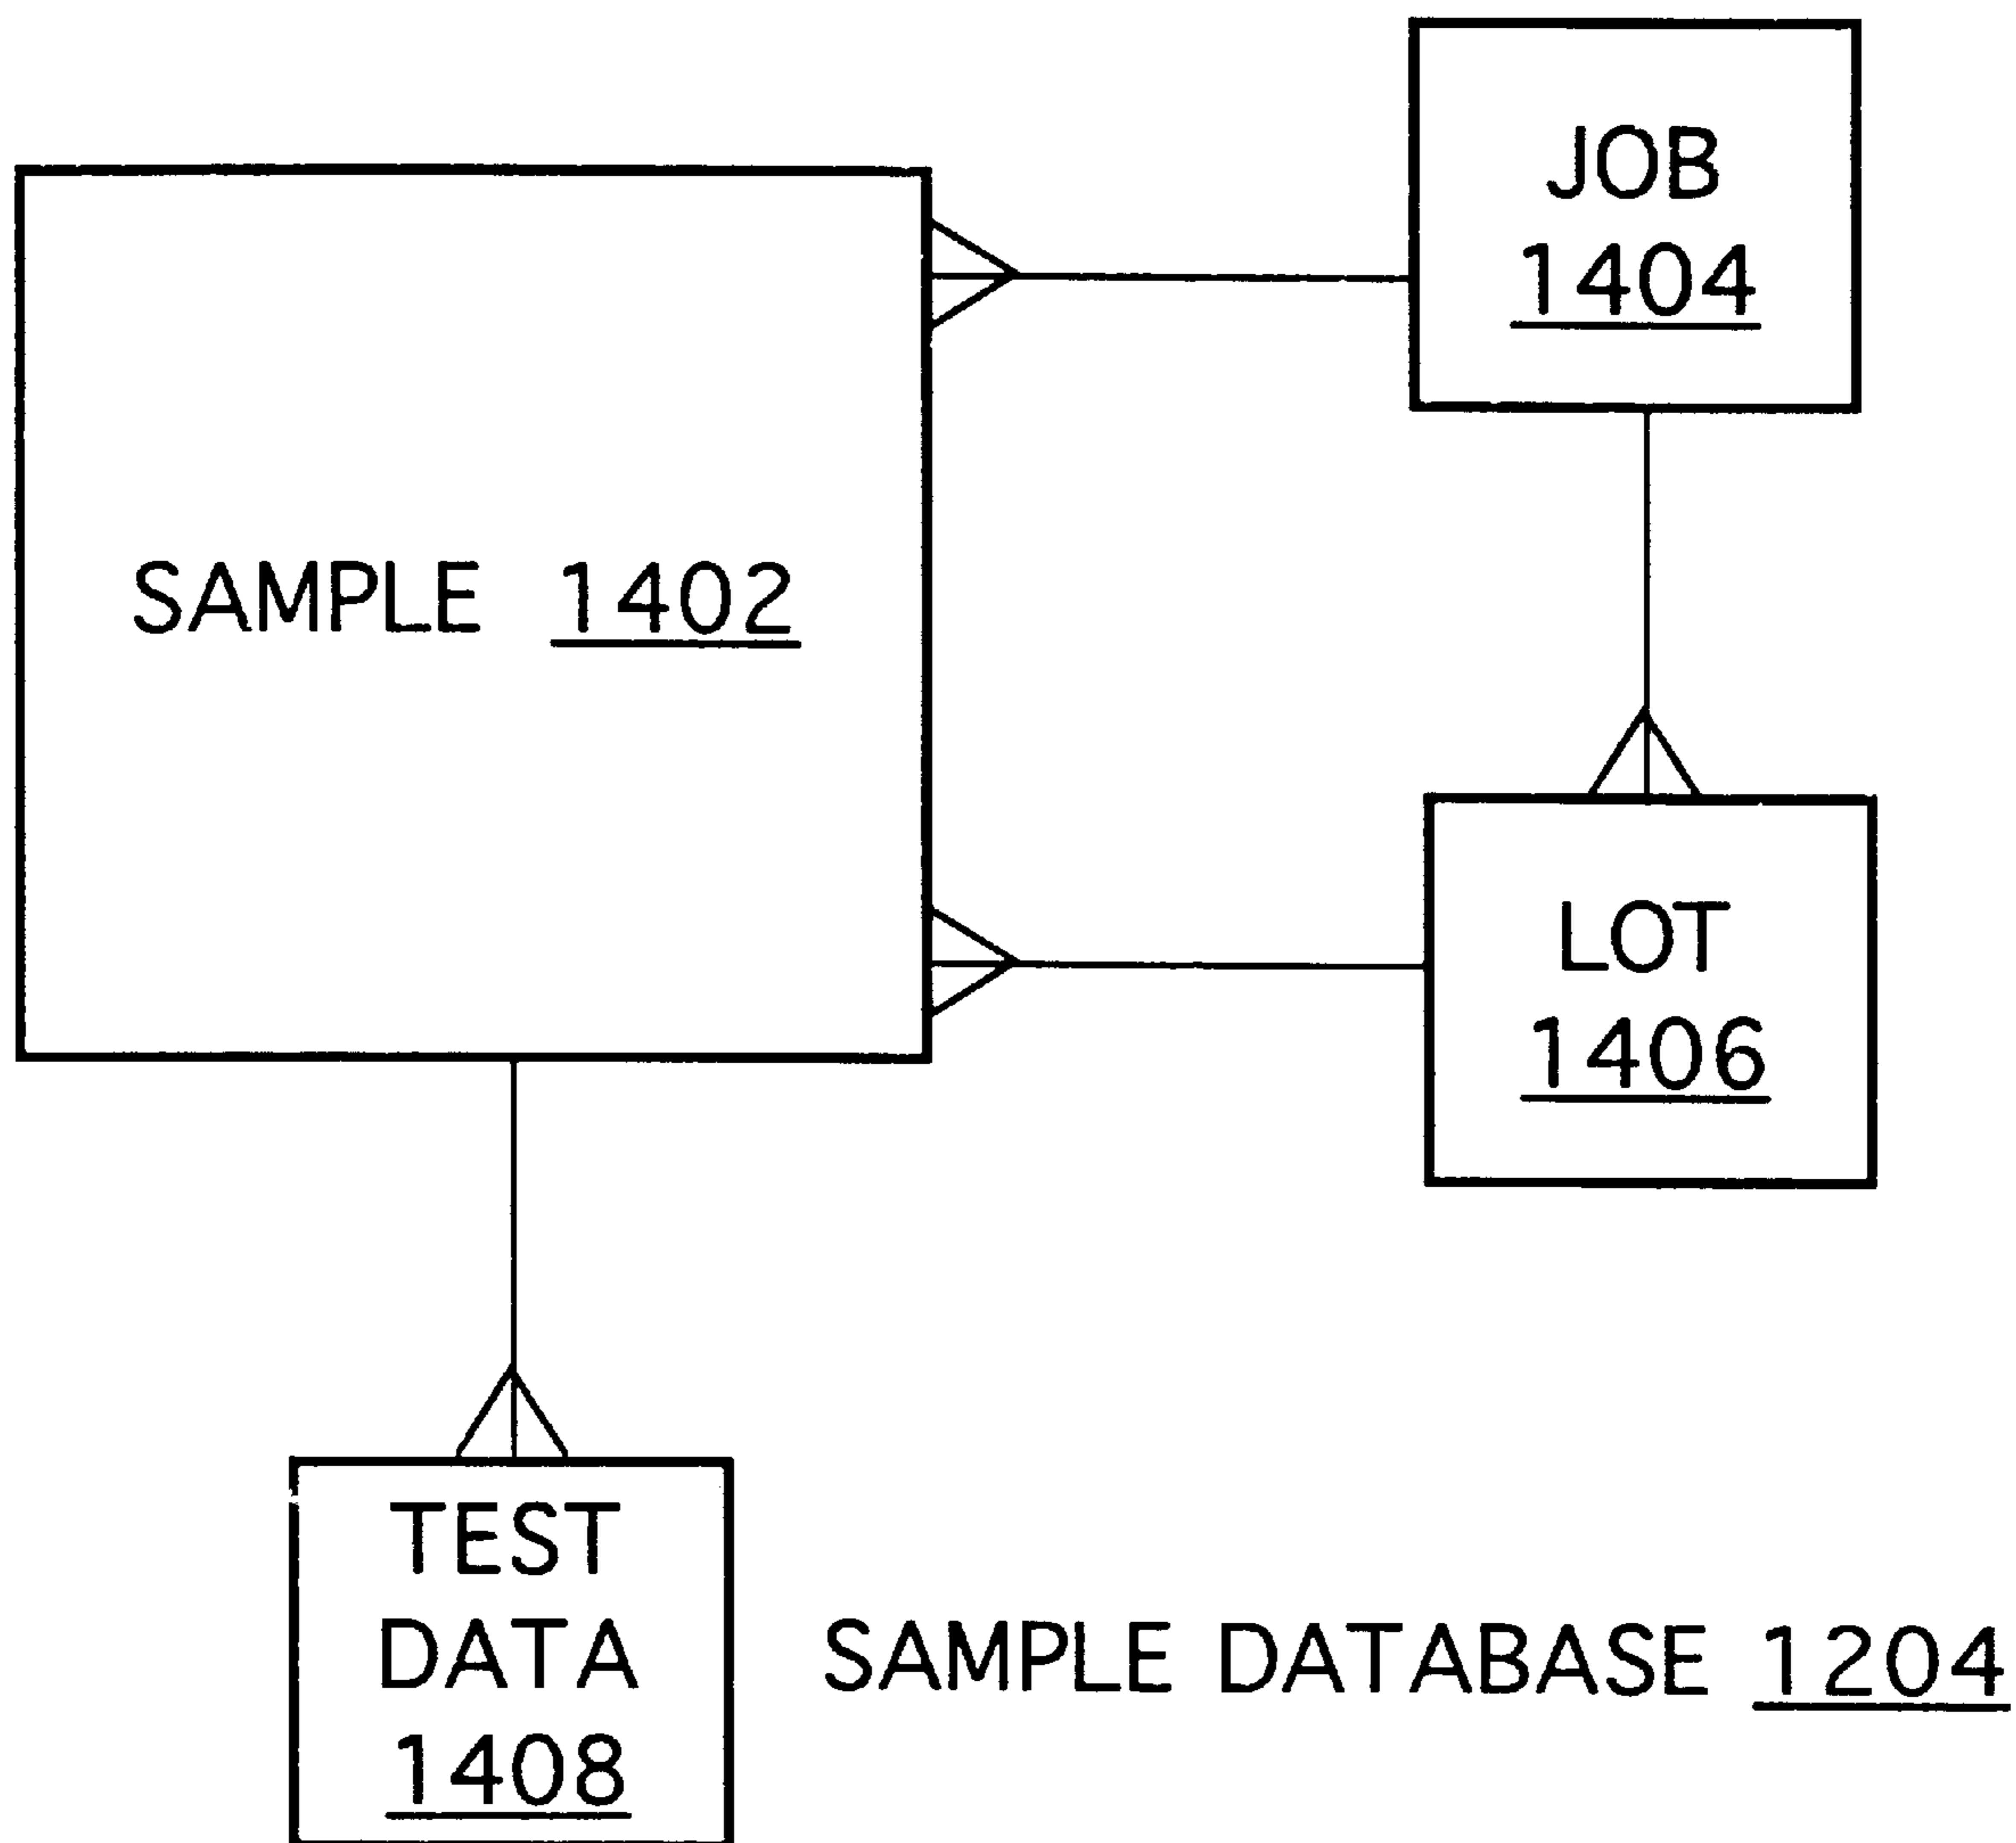 JOB
1404
SAMPLE 1402
LOT
1406
TEST
DATA
1408
SAMPLE DATABASE 1204